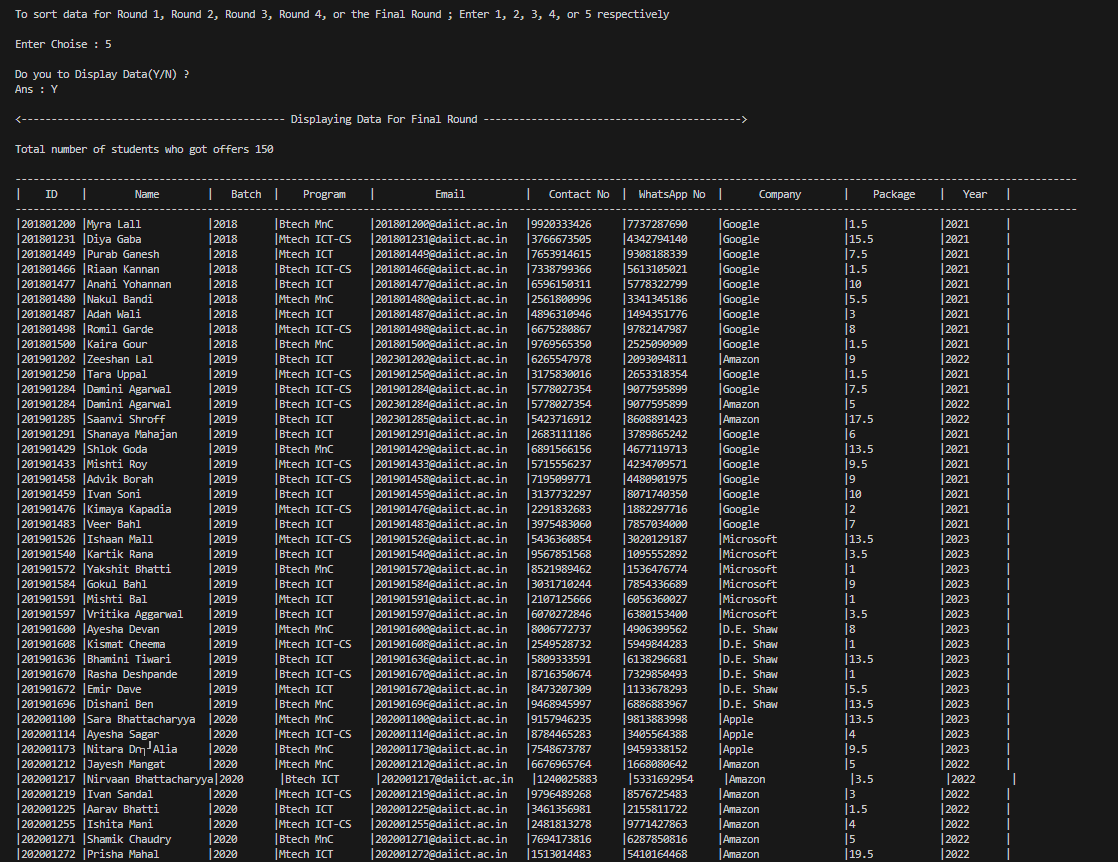 To sort data for Round 1, Round 2, Round 3, Round 4, or the Final Round ; Enter 1, 2, 3, 4, or 5 respectively
Enter Choise : 5
Do you to Display Data(Y/N) ?
Ans : Y
<-------------------------------------------- Displaying Data For Final Round ------------------------------------------->
Total number of students who got offers 150
| ID | Name | Batch | Program | Email | Contact No | WhatsApp No | Company | Package | Year |
|201801200 |Myra Lall |2018 |Btech MnC |201801200@daiict.ac.in |9920333426 |7737287690 |Google |1.5 |2021 |
|201801231 |Diya Gaba |2018 |Mtech ICT-CS |201801231@daiict.ac.in |3766673505 |4342794140 |Google |15.5 |2021 |
|201801449 |Purab Ganesh |2018 |Mtech ICT |201801449@daiict.ac.in |7653914615 |9308188339 |Google |7.5 |2021 |
|201801466 |Riaan Kannan |2018 |Btech ICT-CS |201801466@daiict.ac.in |7338799366 |5613105021 |Google |1.5 |2021 |
|201801477 |Anahi Yohannan |2018 |Btech ICT |201801477@daiict.ac.in |6596150311 |5778322799 |Google |10 |2021 |
|201801480 |Nakul Bandi |2018 |Mtech MnC |201801480@daiict.ac.in |2561800996 |3341345186 |Google |5.5 |2021 |
|201801487 |Adah Wali |2018 |Mtech ICT |201801487@daiict.ac.in |4896310946 |1494351776 |Google |3 |2021 |
|201801498 |Romil Garde |2018 |Mtech ICT-CS |201801498@daiict.ac.in |6675280867 |9782147987 |Google |8 |2021 |
|201801500 |Kaira Gour |2018 |Btech MnC |201801500@daiict.ac.in |9769565350 |2525090909 |Google |1.5 |2021 |
|201901202 |Zeeshan Lal |2019 |Btech ICT |202301202@daiict.ac.in |6265547978 |2093094811 |Amazon |9 |2022 |
|201901250 |Tara Uppal |2019 |Mtech ICT-CS |201901250@daiict.ac.in |3175830016 |2653318354 |Google |1.5 |2021 |
|201901284 |Damini Agarwal |2019 |Btech ICT-CS |201901284@daiict.ac.in |5778027354 |9077595899 |Google |7.5 |2021 |
|201901284 |Damini Agarwal |2019 |Btech ICT-CS |202301284@daiict.ac.in |5778027354 |9077595899 |Amazon |5 |2022 |
|201901285 |Saanvi Shroff |2019 |Btech ICT |202301285@daiict.ac.in |5423716912 |8608891423 |Amazon |17.5 |2022 |
|201901291 |Shanaya Mahajan |2019 |Btech ICT |201901291@daiict.ac.in |2683111186 |3789865242 |Google |6 |2021 |
|201901429 |Shlok Goda |2019 |Btech MnC |201901429@daiict.ac.in |6891566156 |4677119713 |Google |13.5 |2021 |
|201901433 |Mishti Roy |2019 |Mtech ICT-CS |201901433@daiict.ac.in |5715556237 |4234709571 |Google |9.5 |2021 |
|201901458 |Advik Borah |2019 |Btech ICT-CS |201901458@daiict.ac.in |7195099771 |4480901975 |Google |9 |2021 |
|201901459 |Ivan Soni |2019 |Btech ICT |201901459@daiict.ac.in |3137732297 |8071740350 |Google |10 |2021 |
|201901476 |Kimaya Kapadia |2019 |Mtech ICT-CS |201901476@daiict.ac.in |2291832683 |1882297716 |Google |2 |2021 |
|201901483 |Veer Bahl |2019 |Btech ICT |201901483@daiict.ac.in |3975483060 |7857034000 |Google |7 |2021 |
|201901526 |Ishaan Mall |2019 |Mtech ICT-CS |201901526@daiict.ac.in |5436360854 |3020129187 |Microsoft |13.5 |2023 |
|201901540 |Kartik Rana |2019 |Btech ICT |201901540@daiict.ac.in |9567851568 |1095552892 |Microsoft |3.5 |2023 |
|201901572 |Yakshit Bhatti |2019 |Btech MnC |201901572@daiict.ac.in |8521989462 |1536476774 |Microsoft |1 |2023 |
|201901584 |Gokul Bahl |2019 |Btech ICT |201901584@daiict.ac.in |3031710244 |7854336689 |Microsoft |9 |2023 |
|201901591 |Mishti Bal |2019 |Mtech ICT |201901591@daiict.ac.in |2107125666 |6056360027 |Microsoft |1 |2023 |
|201901597 |Vritika Aggarwal |2019 |Btech ICT |201901597@daiict.ac.in |6070272846 |6380153400 |Microsoft |3.5 |2023 |
|201901600 |Ayesha Devan |2019 |Mtech MnC |201901600@daiict.ac.in |8006772737 |4906399562 |D.E. Shaw |8 |2023 |
|201901608 |Kismat Cheema |2019 |Mtech ICT-CS |201901608@daiict.ac.in |2549528732 |5949844283 |D.E. Shaw |1 |2023 |
|201901636 |Bhamini Tiwari |2019 |Btech ICT |201901636@daiict.ac.in |5809333591 |6138296681 |D.E. Shaw |13.5 |2023 |
|201901670 |Rasha Deshpande |2019 |Btech ICT-CS |201901670@daiict.ac.in |8716350674 |7329850493 |D.E. Shaw |1 |2023 |
|201901672 |Emir Dave |2019 |Mtech ICT |201901672@daiict.ac.in |8473207309 |1133678293 |D.E. Shaw |5.5 |2023 |
|201901696 |Dishani Ben |2019 |Btech MnC |201901696@daiict.ac.in |9468945997 |6886883967 |D.E. Shaw |13.5 |2023 |
|202001100 |Sara Bhattacharyya |2020 |Mtech MnC |202001100@daiict.ac.in |9157946235 |9813883998 |Apple |13.5 |2023 |
|202001114 |Ayesha Sagar |2020 |Mtech ICT-CS |202001114@daiict.ac.in |8784465283 |3405564388 |Apple |4 |2023 |
|202001173 |Nitara Alia |2020 |Btech MnC |202001173@daiict.ac.in |7548673787 |9459338152 |Apple |9.5 |2023 |
|202001212 |Jayesh Mangat |2020 |Mtech MnC |202001212@daiict.ac.in |6676965764 |1668080642 |Amazon |5 |2022 |
|202001217 |Nirvaan Bhattacharyya|2020 |Btech ICT |202001217@daiict.ac.in |1240025883 |5331692954 |Amazon |3.5 |2022 |
|202001219 |Ivan Sandal |2020 |Mtech ICT-CS |202001219@daiict.ac.in |9796489268 |8576725483 |Amazon |3 |2022 |
|202001225 |Aarav Bhatti |2020 |Btech ICT |202001225@daiict.ac.in |3461356981 |2155811722 |Amazon |1.5 |2022 |
|202001255 |Ishita Mani |2020 |Mtech ICT-CS |202001255@daiict.ac.in |2481813278 |9771427863 |Amazon |4 |2022 |
|202001271 |Shamik Chaudry |2020 |Btech MnC |202001271@daiict.ac.in |7694173816 |6287850816 |Amazon |5 |2022 |
|202001272 |Prisha Mahal |2020 |Mtech ICT |202001272@daiict.ac.in |1513014483 |5410164468 |Amazon |19.5 |2022 |